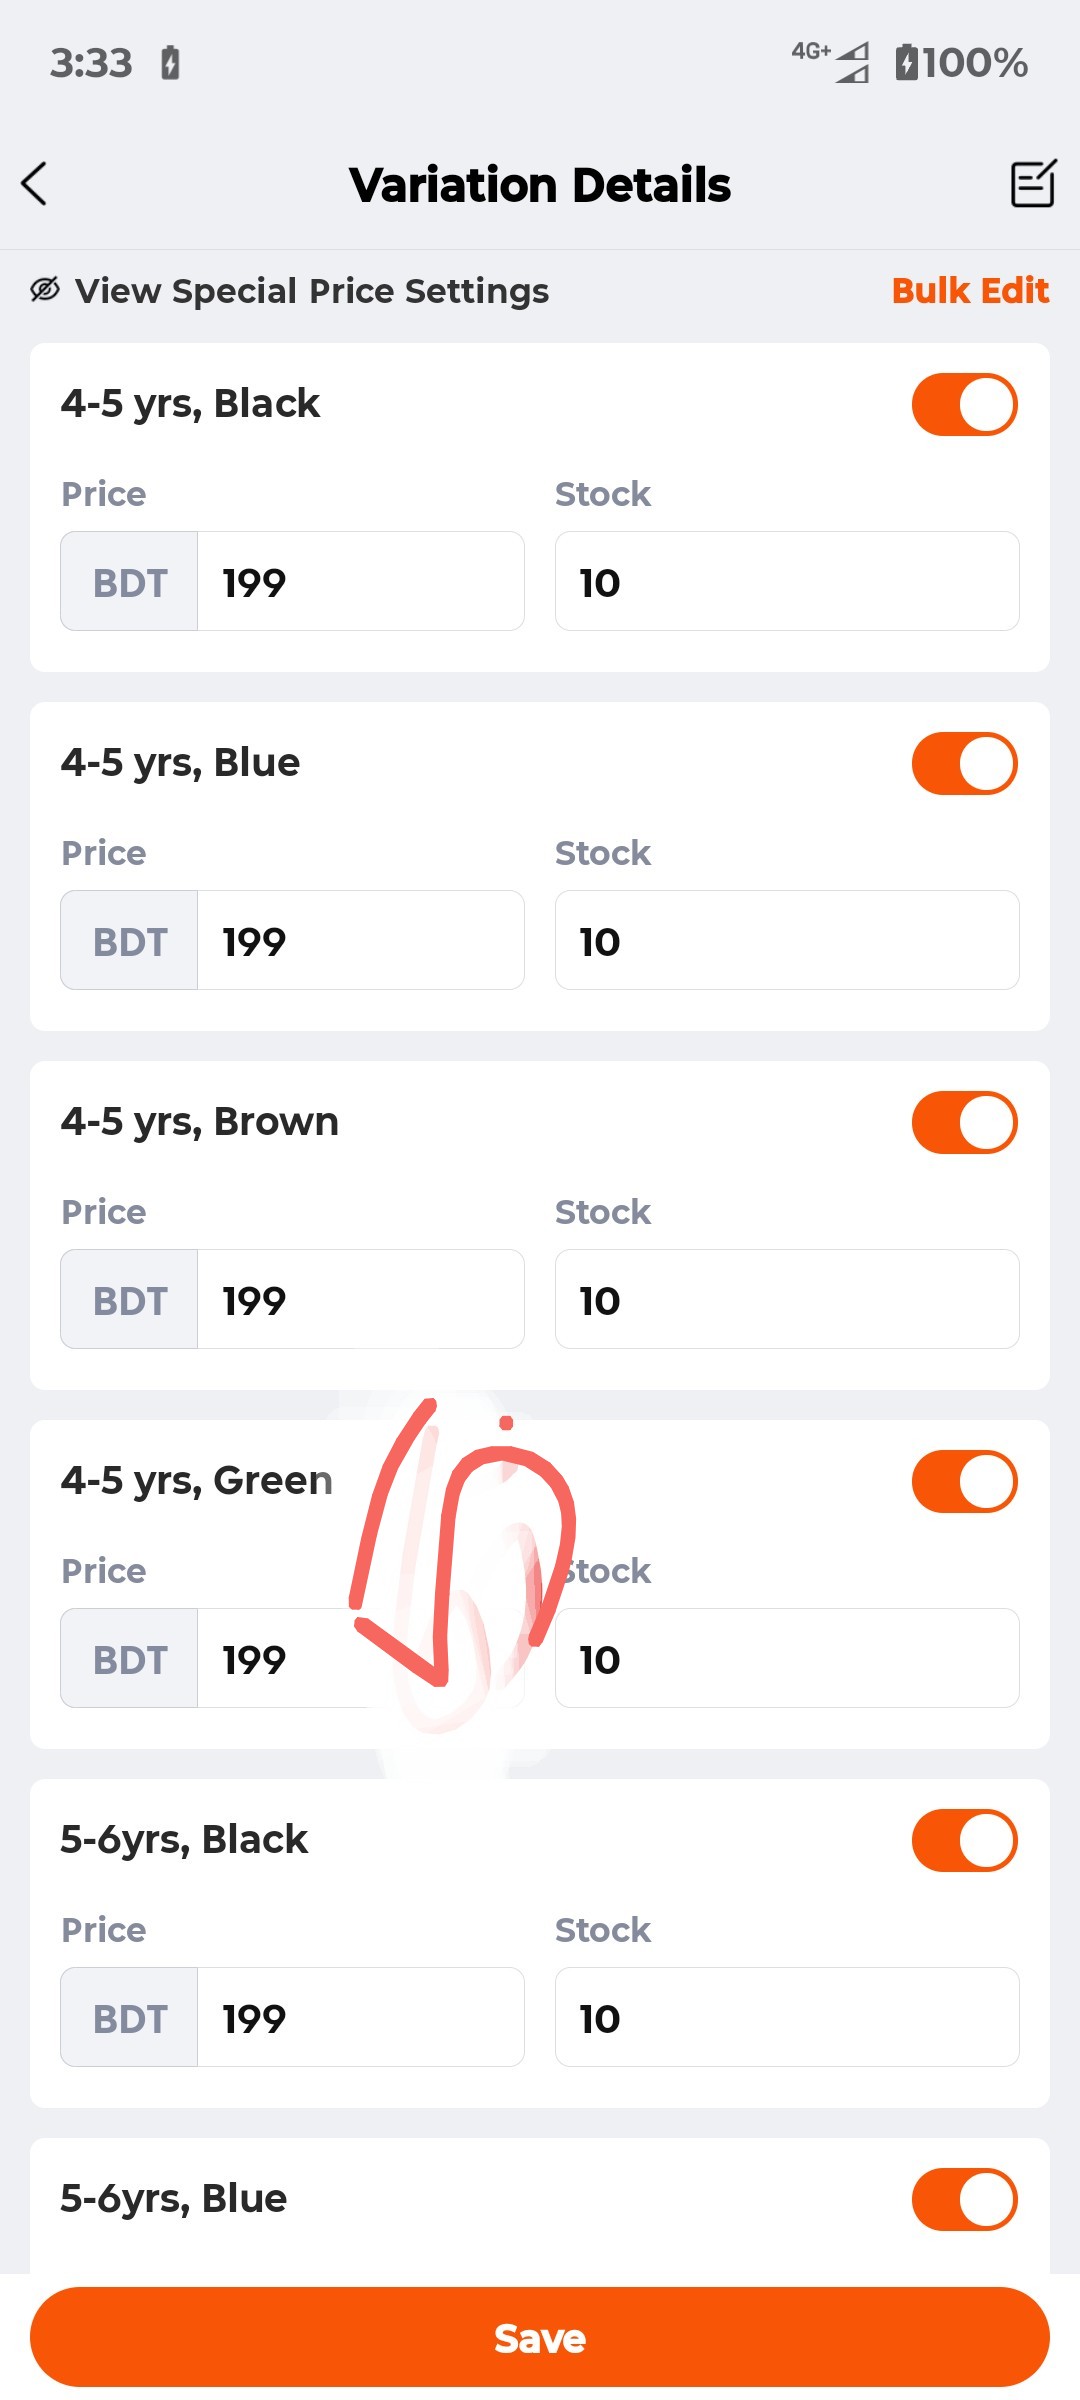 3:33 4G+ 100%
Variation Details
View Special Price Settings Bulk Edit
4-5 yrs, Black
Price Stock
BDT 199 10
4-5 yrs, Blue
Price Stock
BDT 199 10
4-5 yrs, Brown
Price Stock
BDT 199 10
4-5 yrs, Green
Price Stock
BDT 199 10
5-6yrs, Black
Price Stock
BDT 199 10
5-6yrs, Blue
Save